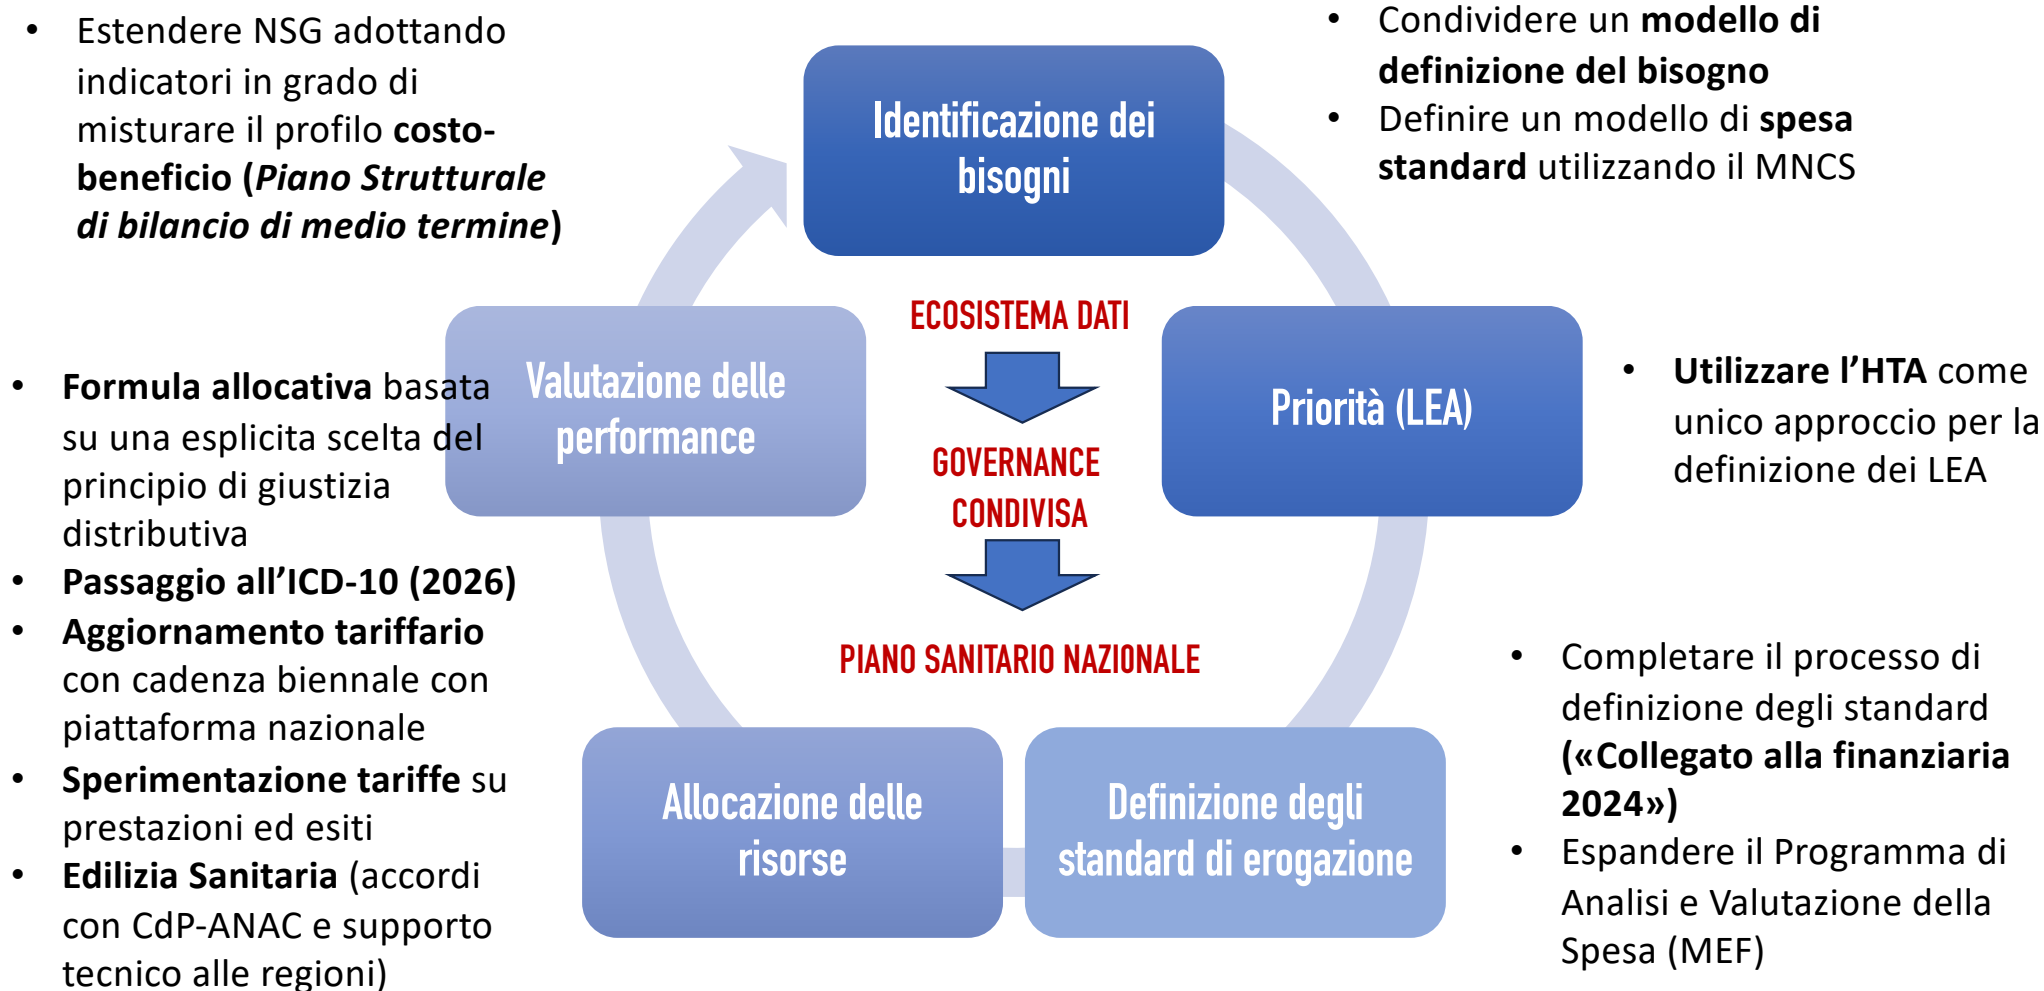 • Estendere NSG adottando
indicatori in grado di
misturare il profilo costo-
beneficio (Piano Strutturale
di bilancio di medio termine)
Identificazione dei
bisogni
• Condividere un modello di
definizione del bisogno
• Definire un modello di spesa
standard utilizzando il MNCS
ECOSISTEMA DATI
GOVERNANCE
CONDIVISA
PIANO SANITARIO NAZIONALE
Valutazione delle
performance
Priorità (LEA)
• Utilizzare l’HTA come
unico approccio per la
definizione dei LEA
• Formula allocativa basata
su una esplicita scelta del
principio di giustizia
distributiva
• Passaggio all’ICD-10 (2026)
• Aggiornamento tariffario
con cadenza biennale con
piattaforma nazionale
• Sperimentazione tariffe su
prestazioni ed esiti
• Edilizia Sanitaria (accordi
con CdP-ANAC e supporto
tecnico alle regioni)
Allocazione delle
risorse
Definizione degli
standard di erogazione
• Completare il processo di
definizione degli standard
(«Collegato alla finanziaria
2024»)
• Espandere il Programma di
Analisi e Valutazione della
Spesa (MEF)